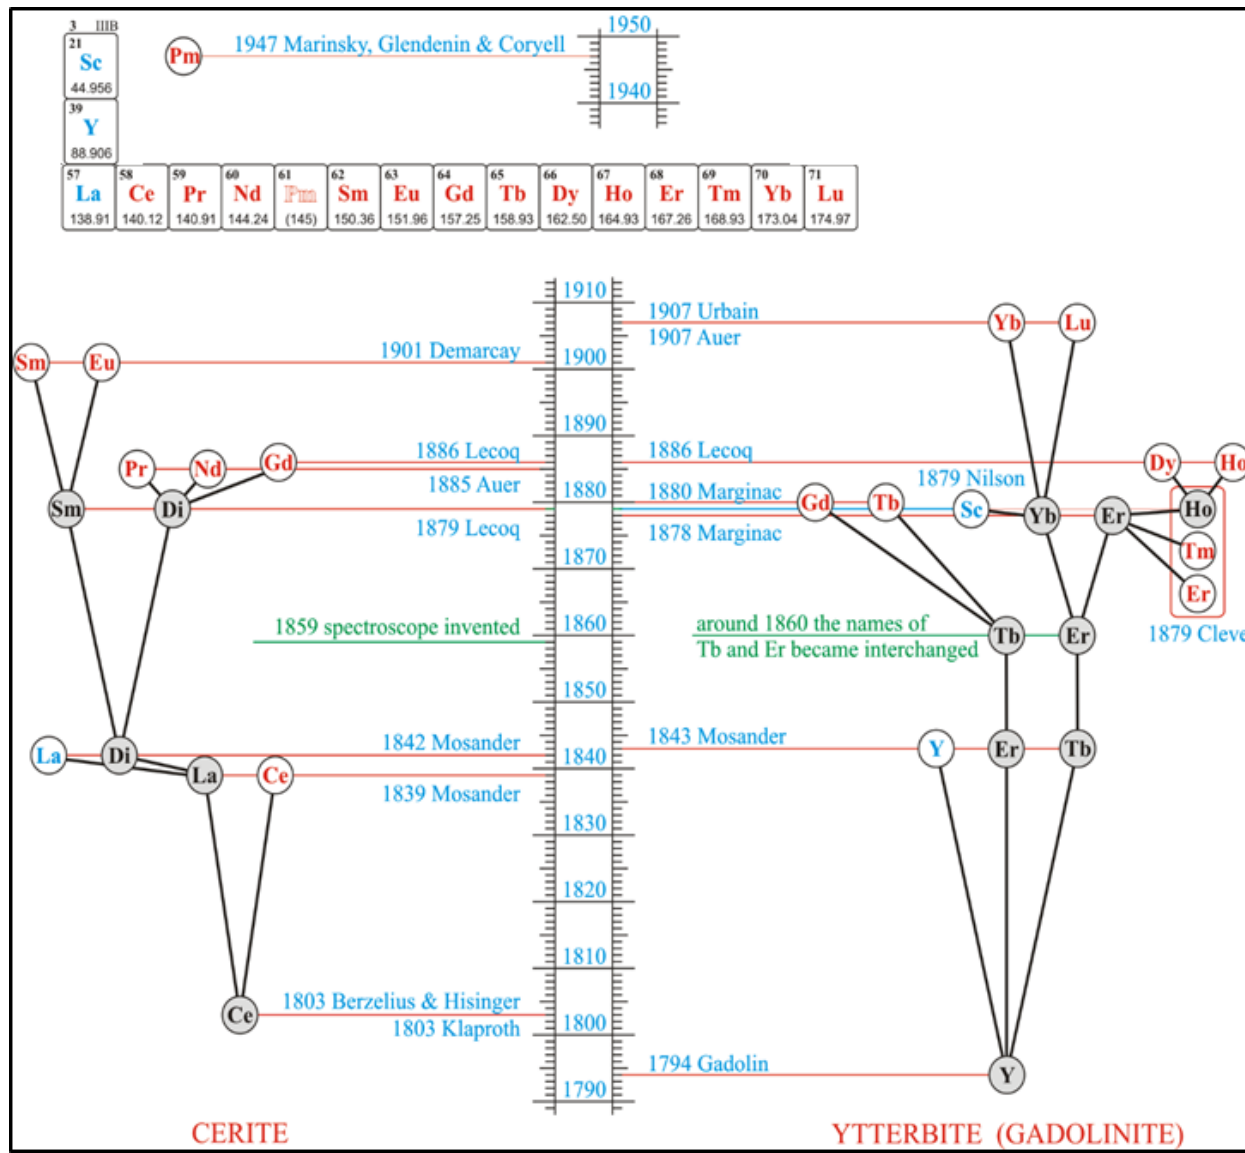 3 IIIB
21
Sc
44.956
39
Y
88.906
Pm
1947 Marinsky, Glendenin & Coryell
1950
1940
57 58 59 60 61 62 63 64 65 66 67 68 69 70 71
La Ce Pr Nd Pm Sm Eu Gd Tb Dy Ho Er Tm Yb Lu
138.91 140.12 140.91 144.24 (145) 150.36 151.96 157.25 158.93 162.50 164.93 167.26 168.93 173.04 174.97
1910
1907 Urbain
Yb Lu
1907 Auer
Sm Eu
1901 Demarcay
1900
1890
1886 Lecoq
1886 Lecoq
Pr Nd Gd
Dy Ho
1885 Auer
1880
1880 Marginac
1879 Nilson
Sm Di
Gd Tb Sc Yb Er Ho
1879 Lecoq
1878 Marginac
Tm
1870
Er
1859 spectroscope invented
1860
around 1860 the names of
Tb and Er became interchanged
Tb Er
1879 Cleve
1850
1842 Mosander
1843 Mosander
La Di
Y Er Tb
1840
La Ce
1839 Mosander
1830
1820
1810
1803 Berzelius & Hisinger
Ce
1803 Klaproth
1800
1794 Gadolin
Y
1790
CERITE
YTTERBITE (GADOLINITE)